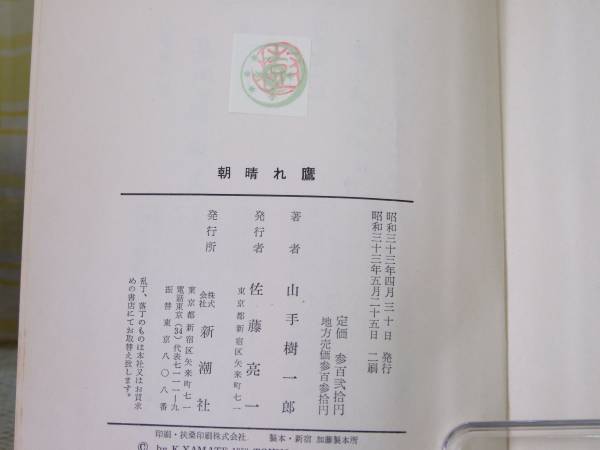 朝晴れ鷹
昭和三十三年四月三十日　発行
昭和三十三年五月二十五日　二刷
定価　参百弐拾円
地方売価参百参拾円
著者　山手樹一郎
発行者　佐藤亮一
東京都新宿区矢来町七一
発行所　株式会社　新潮社
東京都新宿区矢来町七一
電話東京(34)代表七一一一～九
振替東京八〇八番
乱丁、落丁のものは本社又はお買求
めの書店にてお取替え致します。
印刷・扶桑印刷株式会社　製本・新宿 加藤製本所
© by K.YAMATE 1958